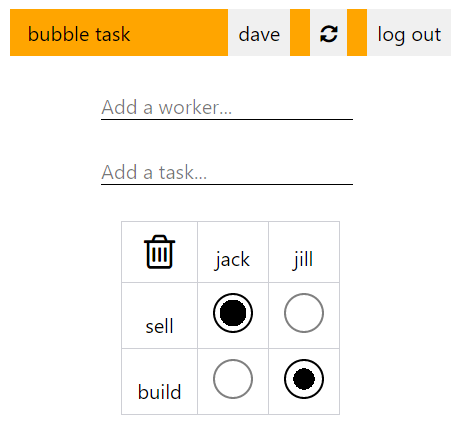 bubble task dave log out
Add a worker...
Add a task...
jack jill
sell
build